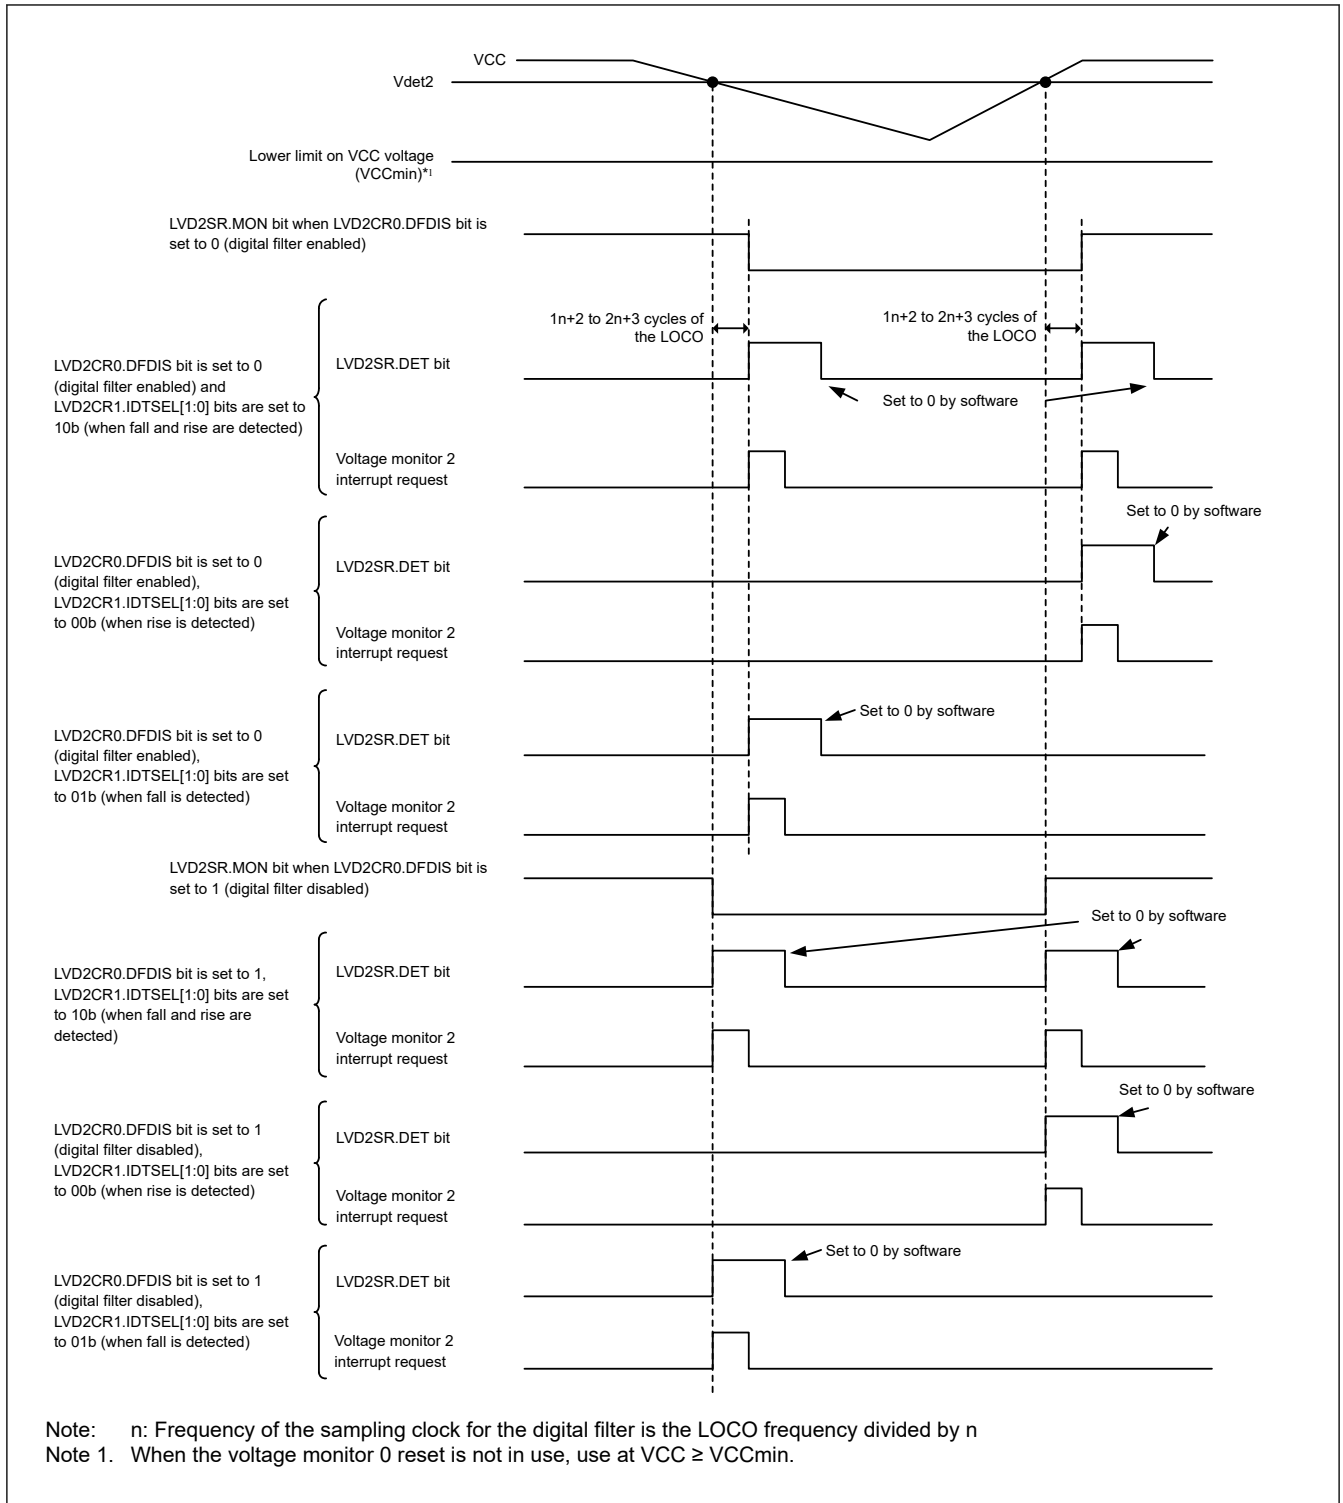 VCC
Vdet2
Lower limit on VCC voltage
(VCCmin)*1
LVD2SR.MON bit when LVD2CR0.DFDIS bit is
set to 0 (digital filter enabled)
1n+2 to 2n+3 cycles of
the LOCO
1n+2 to 2n+3 cycles of
the LOCO
LVD2CR0.DFDIS bit is set to 0
(digital filter enabled) and
LVD2CR1.IDTSEL[1:0] bits are set to
10b (when fall and rise are detected)
LVD2SR.DET bit
Set to 0 by software
Voltage monitor 2
interrupt request
Set to 0 by software
LVD2CR0.DFDIS bit is set to 0
(digital filter enabled),
LVD2CR1.IDTSEL[1:0] bits are set
to 00b (when rise is detected)
LVD2SR.DET bit
Voltage monitor 2
interrupt request
Set to 0 by software
LVD2CR0.DFDIS bit is set to 0
(digital filter enabled),
LVD2CR1.IDTSEL[1:0] bits are set
to 01b (when fall is detected)
LVD2SR.DET bit
Voltage monitor 2
interrupt request
LVD2SR.MON bit when LVD2CR0.DFDIS bit is
set to 1 (digital filter disabled)
Set to 0 by software
LVD2CR0.DFDIS bit is set to 1,
LVD2CR1.IDTSEL[1:0] bits are set
to 10b (when fall and rise are
detected)
LVD2SR.DET bit
Voltage monitor 2
interrupt request
Set to 0 by software
LVD2CR0.DFDIS bit is set to 1
(digital filter disabled),
LVD2CR1.IDTSEL[1:0] bits are set
to 00b (when rise is detected)
LVD2SR.DET bit
Voltage monitor 2
interrupt request
Set to 0 by software
LVD2CR0.DFDIS bit is set to 1
(digital filter disabled),
LVD2CR1.IDTSEL[1:0] bits are set
to 01b (when fall is detected)
LVD2SR.DET bit
Voltage monitor 2
interrupt request
Note: n: Frequency of the sampling clock for the digital filter is the LOCO frequency divided by n
Note 1. When the voltage monitor 0 reset is not in use, use at VCC ≥ VCCmin.